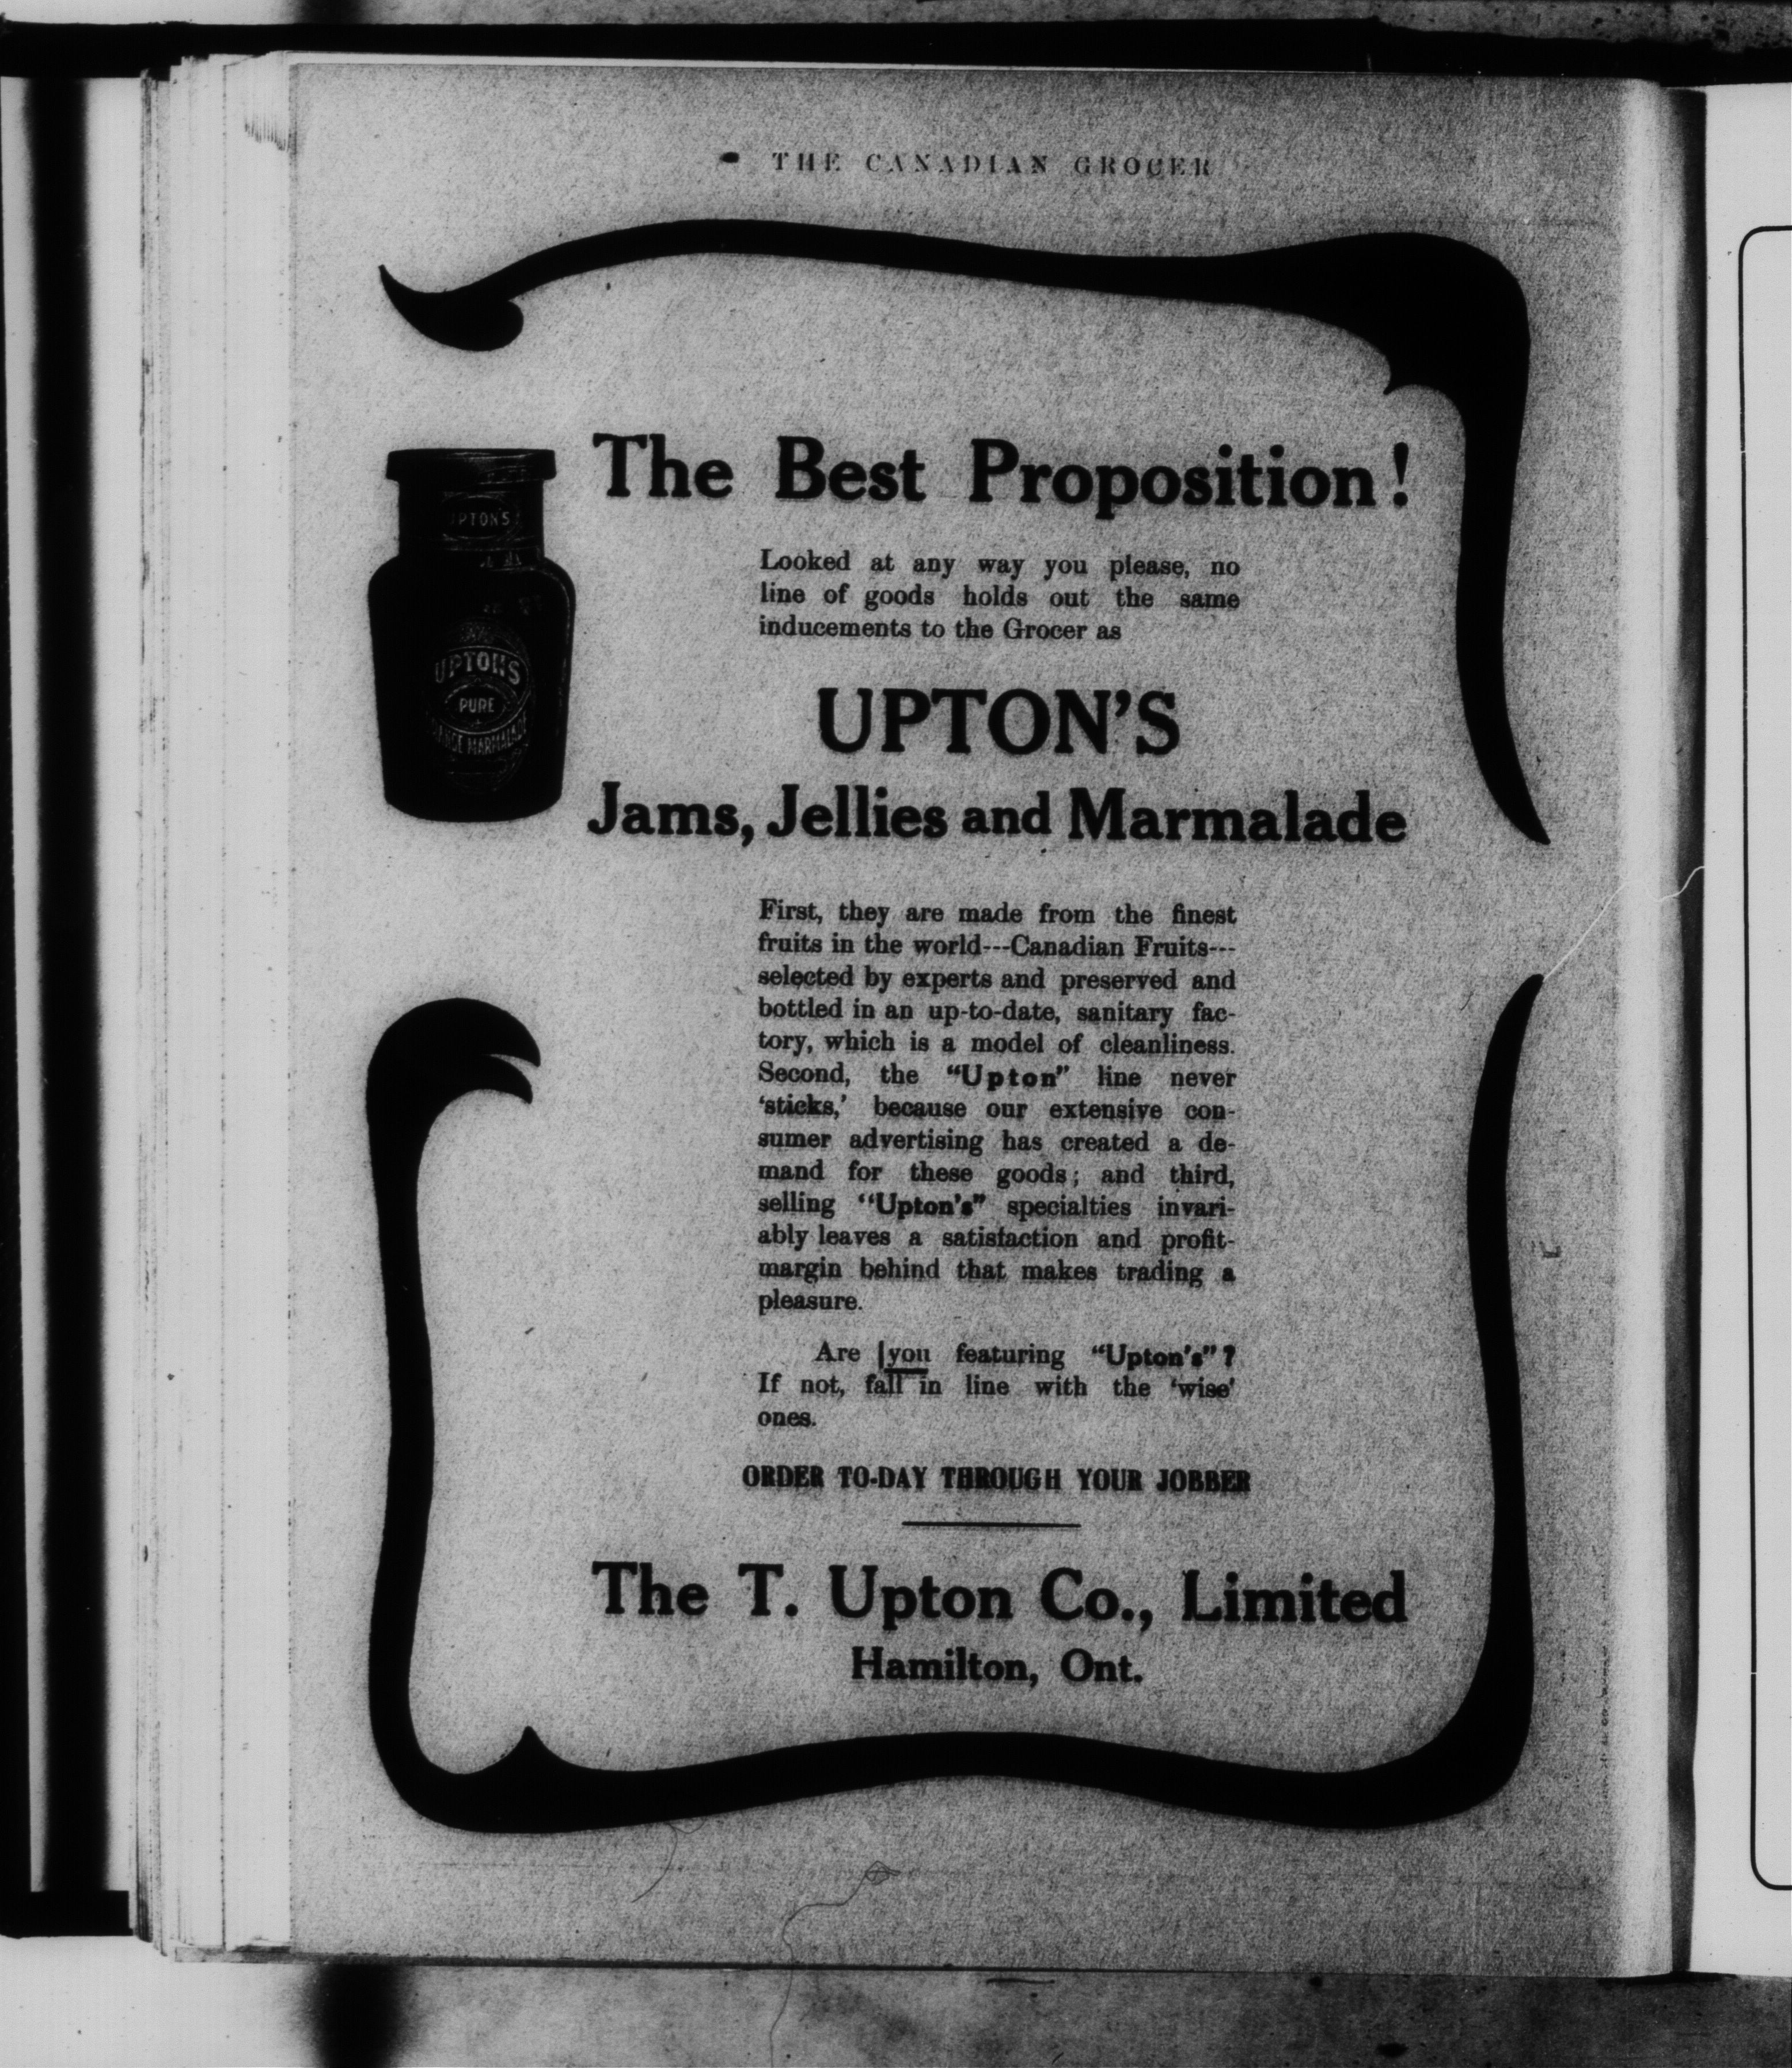 THE CANADIAN GROCER
The Best Proposition!
UPTON'S
UPTONS
PURE
ORANGE MARMALADE
Looked at any way you please, no
line of goods holds out the same
inducements to the Grocer as
UPTON'S
Jams, Jellies and Marmalade
First, they are made from the finest
fruits in the world---Canadian Fruits---
selected by experts and preserved and
bottled in an up-to-date, sanitary fac-
tory, which is a model of cleanliness.
Second, the "Upton" line never
'sticks,' because our extensive con-
sumer advertising has created a de-
mand for these goods; and third,
selling "Upton's" specialties invari-
ably leaves a satisfaction and profit-
margin behind that makes trading a
pleasure.
Are you featuring "Upton's"?
If not, fall in line with the 'wise'
ones.
ORDER TO-DAY THROUGH YOUR JOBBER
The T. Upton Co., Limited
Hamilton, Ont.